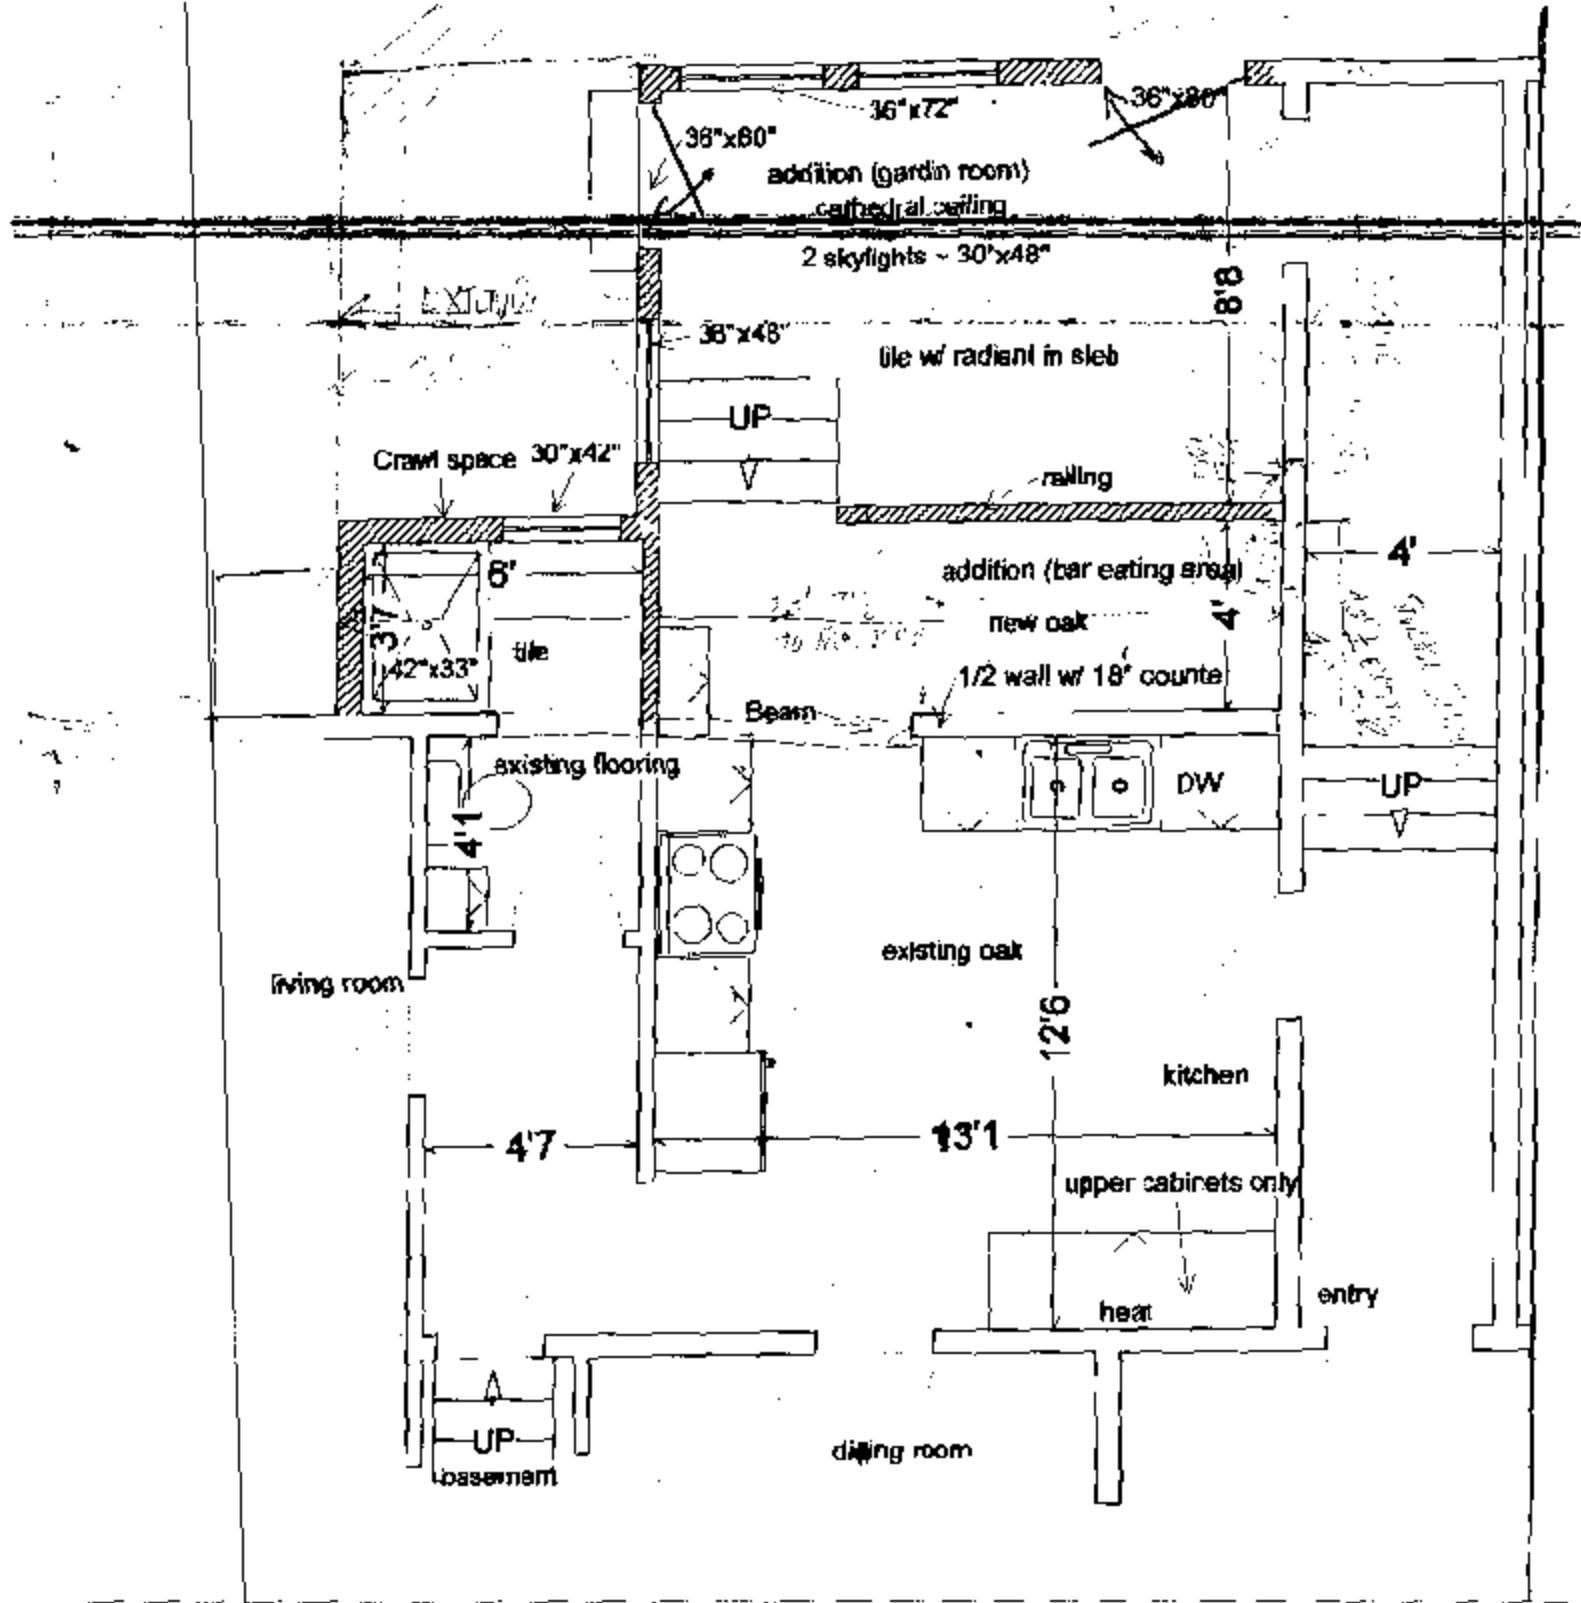 36"x72"
36"x80"
36"x80"
addition (gardin room)
cathedral ceiling
2 skylights ~ 30"x48"
8'8
36"x48"
tile w/ radiant in slab
UP
Crawl space
30"x42"
railing
6'
4'
addition (bar eating area)
3'7
new oak
4'
tile
42"x33"
1/2 wall w/ 18" counte
Beam
existing flooring
DW
UP
4'1
existing oak
living room
12'6
kitchen
4'7
13'1
upper cabinets only
heat
entry
UP
basement
dining room